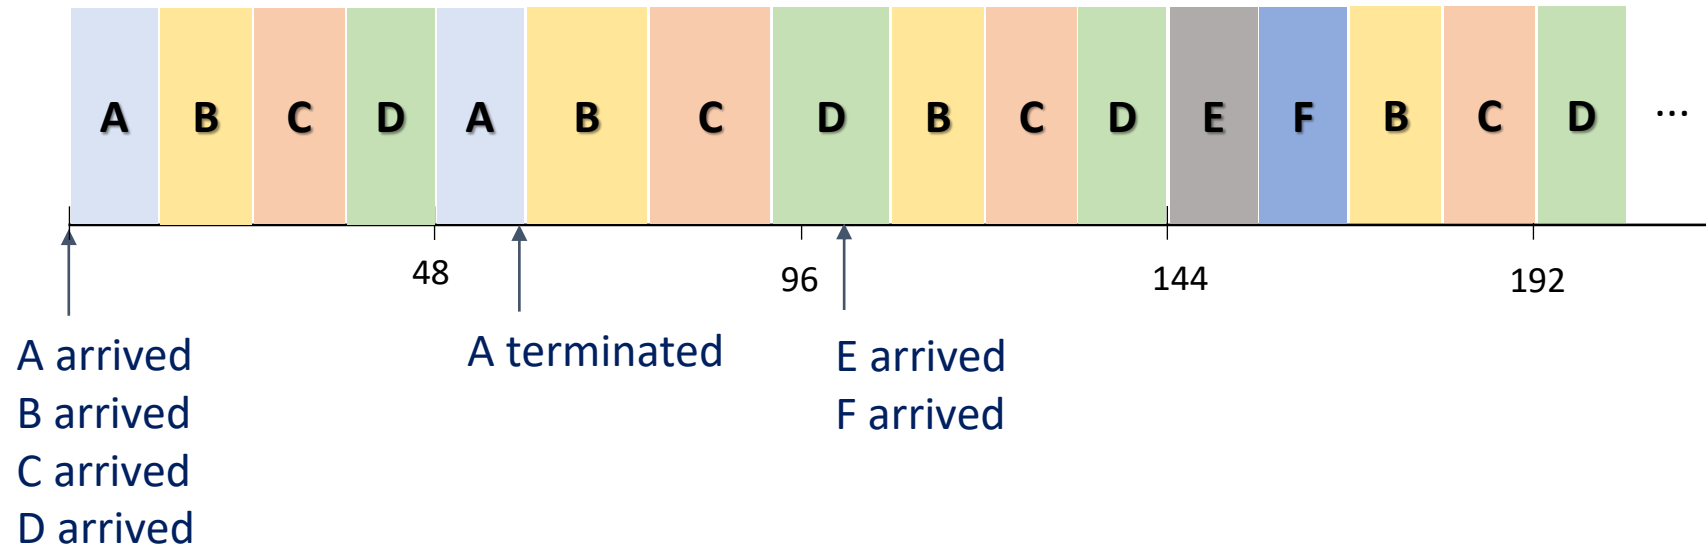 A B C D A B C D B C D E F B C D ...
48 96 144 192
A arrived
B arrived
C arrived
D arrived
A terminated
E arrived
F arrived